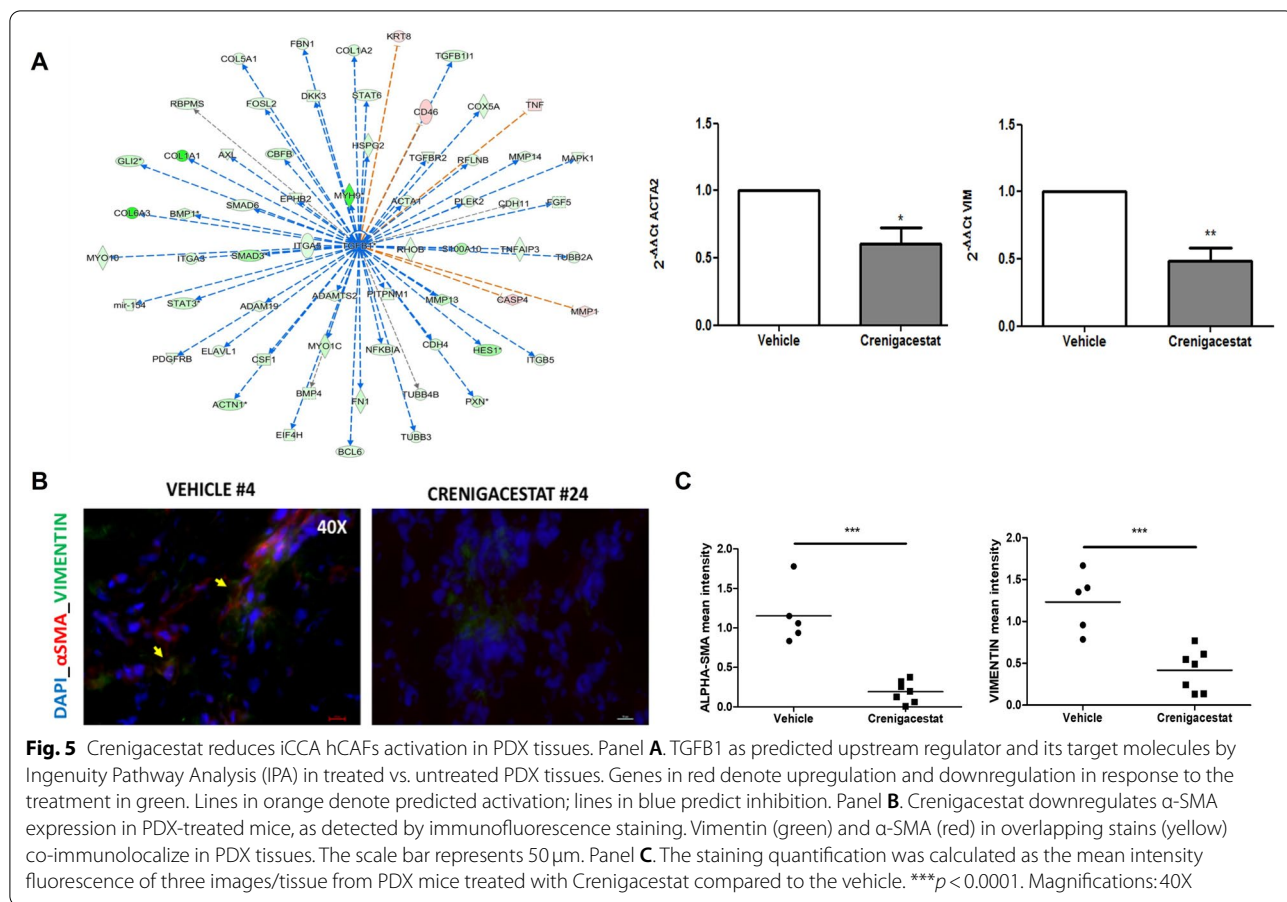 A
KRT8
FBN1
COL1A2
TGFB1I1
COL5A1
DKK3
STAT6
RBPMS
FOSL2
CD46
COX5A
TNF
HSPG2
COL1A1
AXL
CBFB
TGFBR2
RFLNB
MMP14
MAPK1
GLI2*
MYH9*
EPHB2
ACTA1
PLEK2
CDH11
FGF5
SMAD6
COL6A3
BMP1*
ITGA5
TGFB1*
RHOB
S100A10
TNFAIP3
MYO10
ITGA3
SMAD3
TUBB2A
mir-154
STAT3*
ADAM19
ADAMTS2
PITPNM1
MMP13
CASP4
MMP1
PDGFRB
ELAVL1
CSF1
MYO1C
NFKBIA
CDH4
HES1*
ITGB5
BMP4
ACTN1*
FN1
TUBB4B
PXN*
EIF4H
TUBB3
BCL6
2-ΔΔCt ACTA2
1.5
1.0
0.5
0.0
*
Vehicle
Crenigacestat
2-ΔΔCt VIM
1.5
1.0
0.5
0.0
**
Vehicle
Crenigacestat
B
VEHICLE #4
CRENIGACESTAT #24
DAPI_αSMA_VIMENTIN
40X
C
ALPHA-SMA mean intensity
2.0
1.5
1.0
0.5
0.0
***
Vehicle
Crenigacestat
VIMENTIN mean intensity
2.0
1.5
1.0
0.5
0.0
***
Vehicle
Crenigacestat
Fig. 5 Crenigacestat reduces iCCA hCAFs activation in PDX tissues. Panel A. TGFB1 as predicted upstream regulator and its target molecules by
Ingenuity Pathway Analysis (IPA) in treated vs. untreated PDX tissues. Genes in red denote upregulation and downregulation in response to the
treatment in green. Lines in orange denote predicted activation; lines in blue predict inhibition. Panel B. Crenigacestat downregulates α-SMA
expression in PDX-treated mice, as detected by immunofluorescence staining. Vimentin (green) and α-SMA (red) in overlapping stains (yellow)
co-immunolocalize in PDX tissues. The scale bar represents 50 μm. Panel C. The staining quantification was calculated as the mean intensity
fluorescence of three images/tissue from PDX mice treated with Crenigacestat compared to the vehicle. ***p < 0.0001. Magnifications: 40X